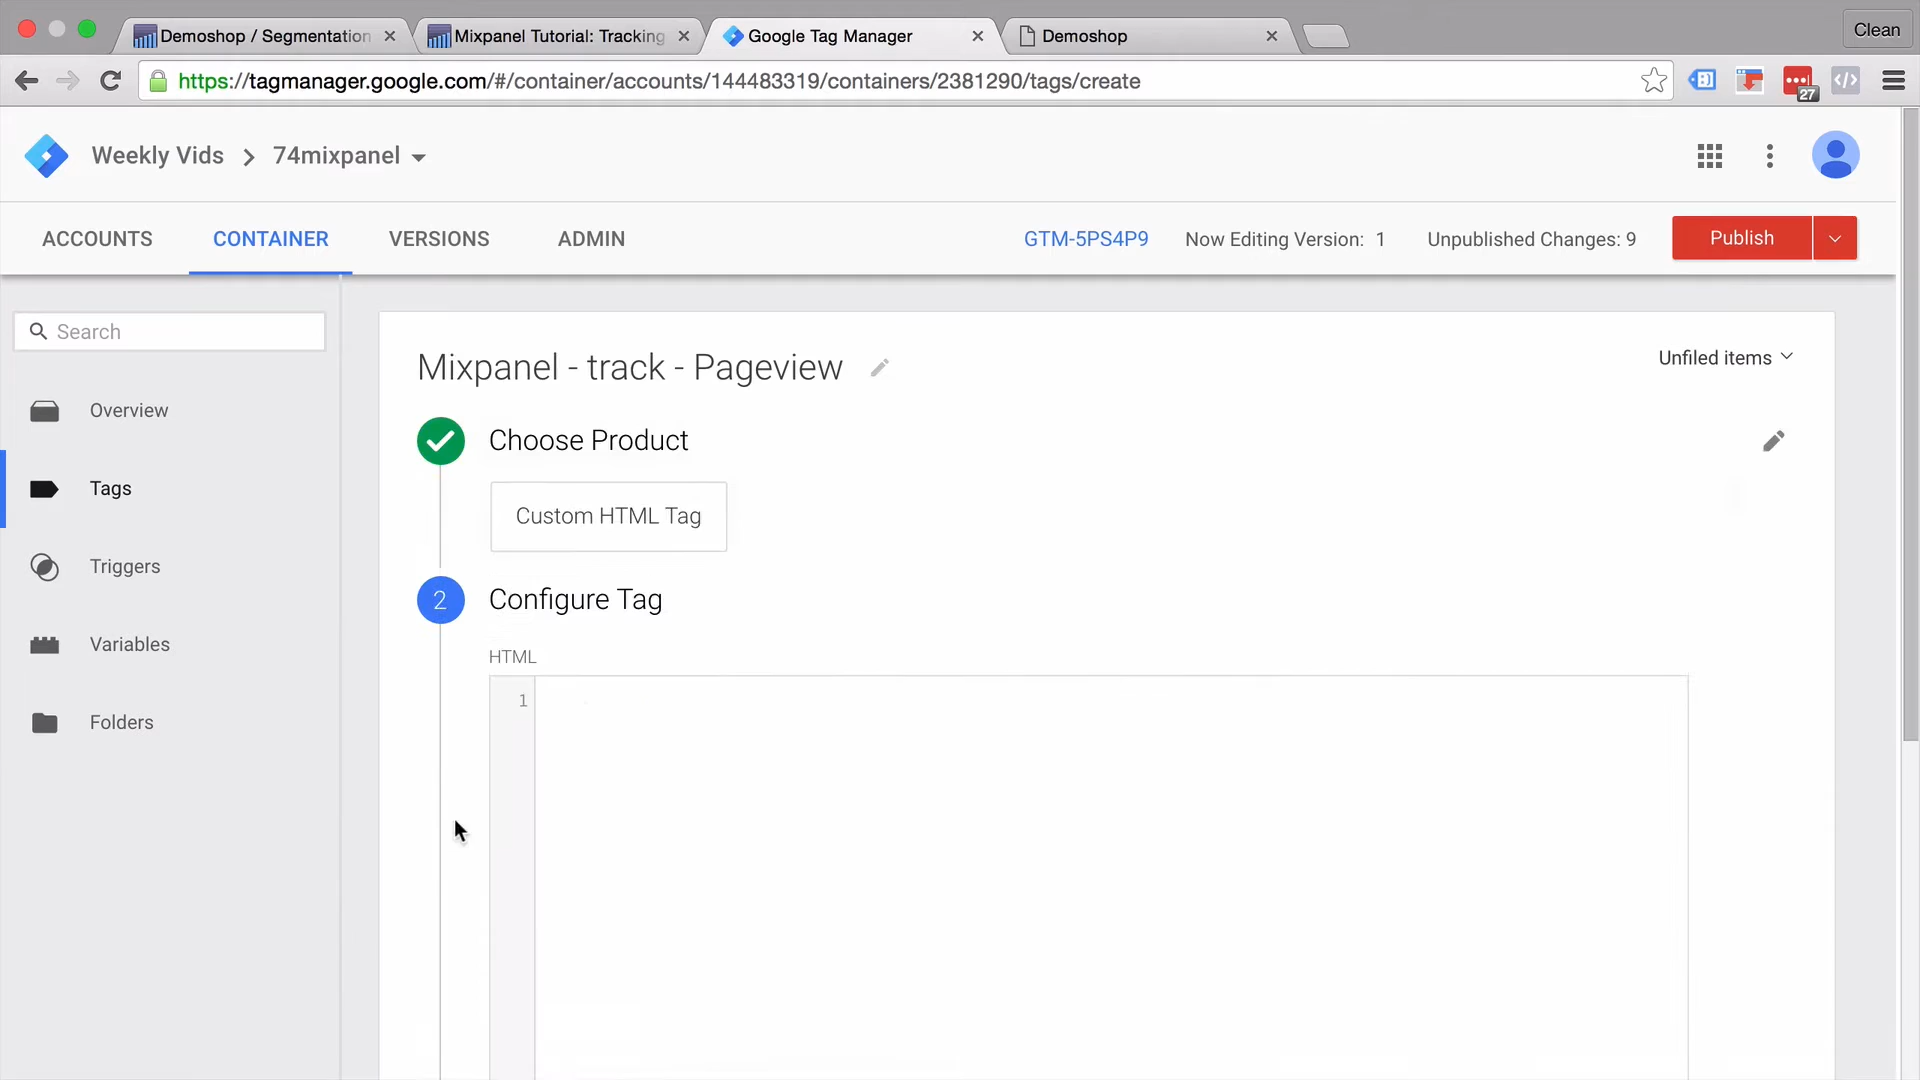 Demoshop / Segmentation
Mixpanel Tutorial: Tracking
Google Tag Manager
Demoshop
Clean
https://tagmanager.google.com/#/container/accounts/144483319/containers/2381290/tags/create
27
Weekly Vids > 74mixpanel
ACCOUNTS
CONTAINER
VERSIONS
ADMIN
GTM-5PS4P9
Now Editing Version: 1
Unpublished Changes: 9
Publish
Search
Overview
Tags
Triggers
Variables
Folders
Mixpanel - track - Pageview
Unfiled items
Choose Product
Custom HTML Tag
2
Configure Tag
HTML
1